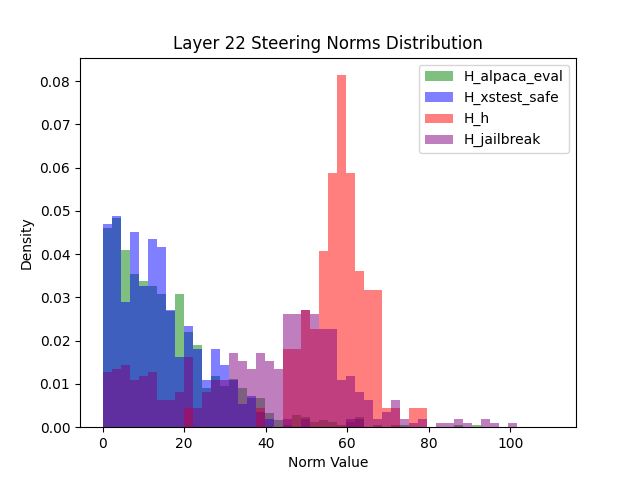 Layer 22 Steering Norms Distribution
H_alpaca_eval
H_xstest_safe
H_h
H_jailbreak
0.08
0.07
0.06
0.05
0.04
0.03
0.02
0.01
0.00
Density
0 20 40 60 80 100
Norm Value